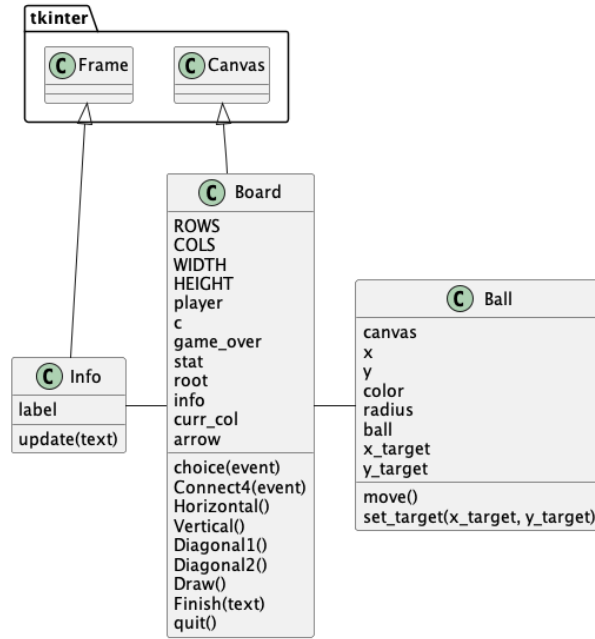 tkinter
C Frame
C Canvas
C Board
ROWS
COLS
WIDTH
HEIGHT
player
c
game_over
stat
root
info
curr_col
arrow
choice(event)
Connect4(event)
Horizontal()
Vertical()
Diagonal1()
Diagonal2()
Draw()
Finish(text)
quit()
C Info
label
update(text)
C Ball
canvas
x
y
color
radius
ball
x_target
y_target
move()
set_target(x_target, y_target)